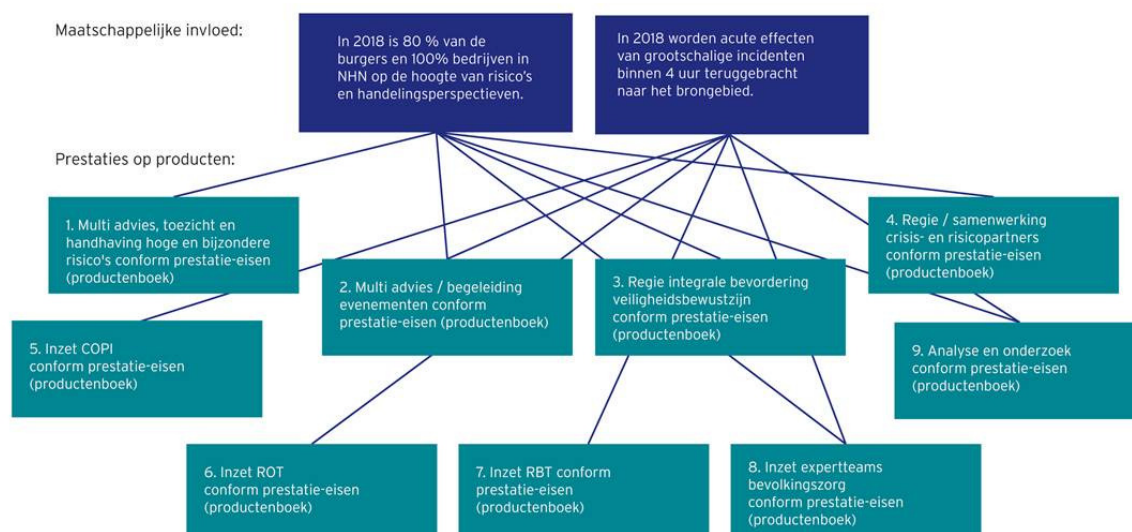 Maatschappelijke invloed:
In 2018 is 80 % van de
burgers en 100% bedrijven in
NHN op de hoogte van risico's
en handelingsperspectieven.
In 2018 worden acute effecten
van grootschalige incidenten
binnen 4 uur teruggebracht
naar het brongebied.
Prestaties op producten:
1. Multi advies, toezicht en
handhaving hoge en bijzondere
risico's conform prestatie-eisen
(productenboek)
2. Multi advies / begeleiding
evenementen conform
prestatie-eisen (productenboek)
3. Regie integrale bevordering
veiligheidsbewustzijn
conform prestatie-eisen
(productenboek)
4. Regie / samenwerking
crisis- en risicopartners
conform prestatie-eisen
(productenboek)
5. Inzet COPI
conform prestatie-eisen
(productenboek)
9. Analyse en onderzoek
conform prestatie-eisen
(productenboek)
6. Inzet ROT
conform prestatie-eisen
(productenboek)
7. Inzet RBT conform
prestatie-eisen
(productenboek)
8. Inzet expertteams
bevolkingszorg
conform prestatie-eisen
(productenboek)